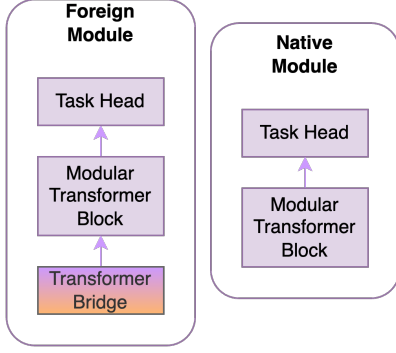 Foreign
Module
Task Head
Modular
Transformer
Block
Transformer
Bridge
Native
Module
Task Head
Modular
Transformer
Block